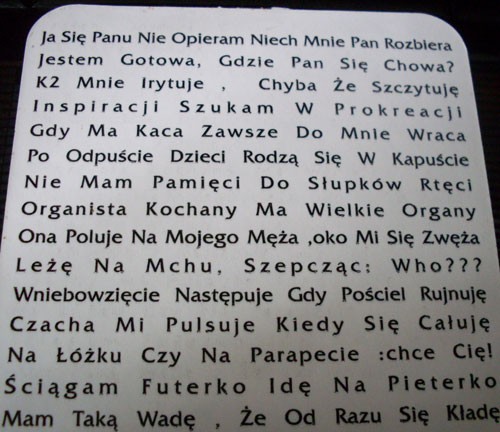 Ja Się Panu Nie Opieram Niech Mnie Pan Rozbiera
Jestem Gotowa, Gdzie Pan Się Chowa?
K2 Mnie Irytuje , Chyba Że Szczytuję
Inspiracji Szukam W Prokreacji
Gdy Ma Kaca Zawsze Do Mnie Wraca
Po Odpuście Dzieci Rodzą Się W Kapuście
Nie Mam Pamięci Do Słupków Rtęci
Organista Kochany Ma Wielkie Organy
Ona Poluje Na Mojego Męża ,oko Mi Się Zwęża
Leżę Na Mchu, Szepcząc: Who???
Wniebowzięcie Następuje Gdy Pościel Rujnuję
Czacha Mi Pulsuje Kiedy Się Całuję
Na Łóżku Czy Na Parapecie :chce Cię!
Ściągam Futerko Idę Na Pieterko
Mam Taką Wadę , Że Od Razu Się Kladę